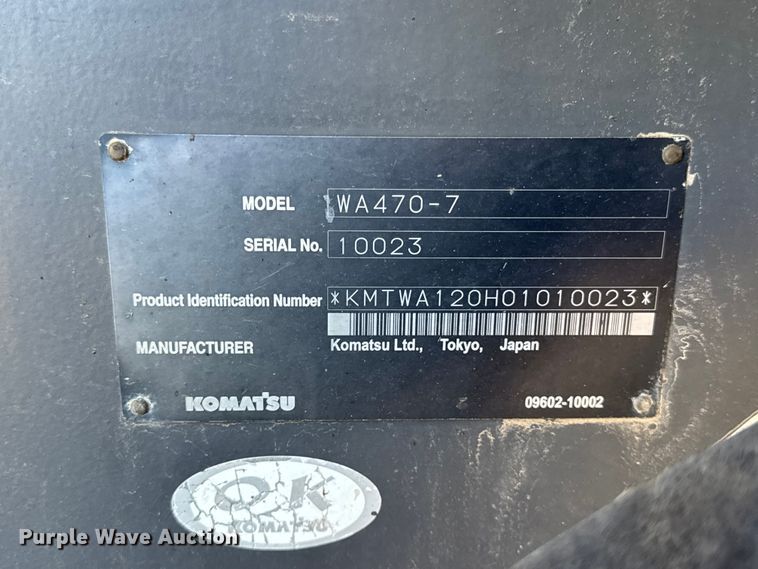 MODEL WA470-7
SERIAL No. 10023
Product Identification Number *KMTWA120H01010023*
MANUFACTURER Komatsu Ltd., Tokyo, Japan
KOMATSU 09602-10002
OK
Purple Wave Auction